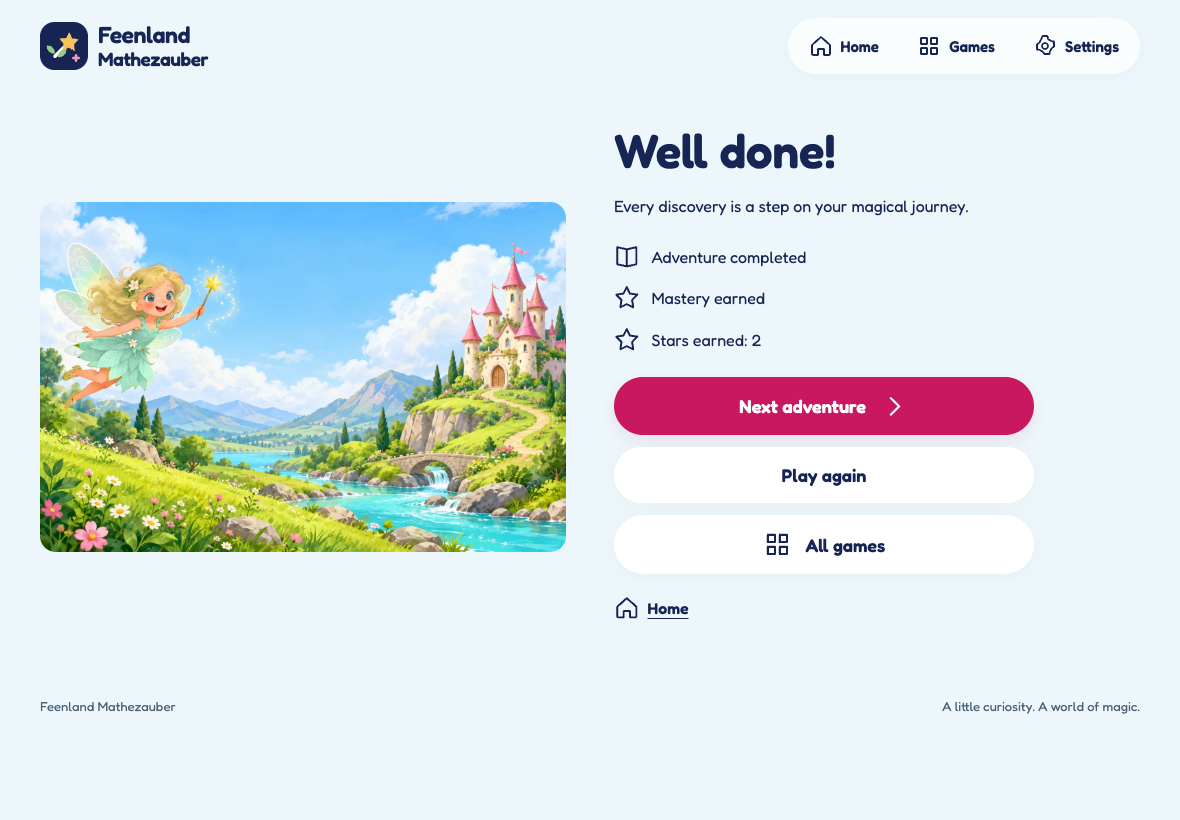 Feenland
Mathezauber
Home
Games
Settings
Well done!
Every discovery is a step on your magical journey.
Adventure completed
Mastery earned
Stars earned: 2
Next adventure
Play again
All games
Home
Feenland Mathezauber
A little curiosity. A world of magic.